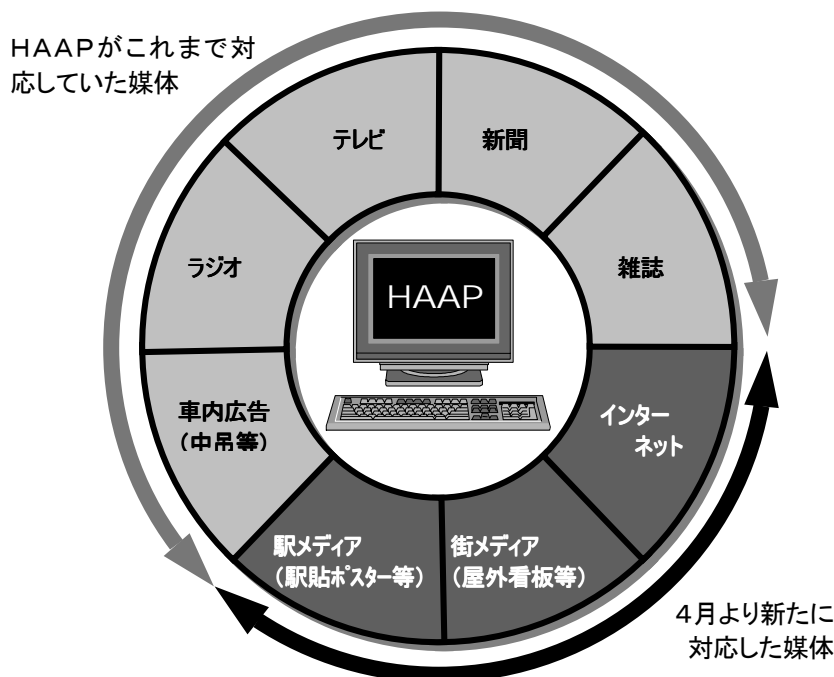 HAAPがこれまで対
応していた媒体
テレビ
新聞
ラジオ
雑誌
HAAP
車内広告
(中吊等)
インター
ネット
駅メディア
(駅貼ポスター等)
街メディア
(屋外看板等)
4月より新たに
対応した媒体